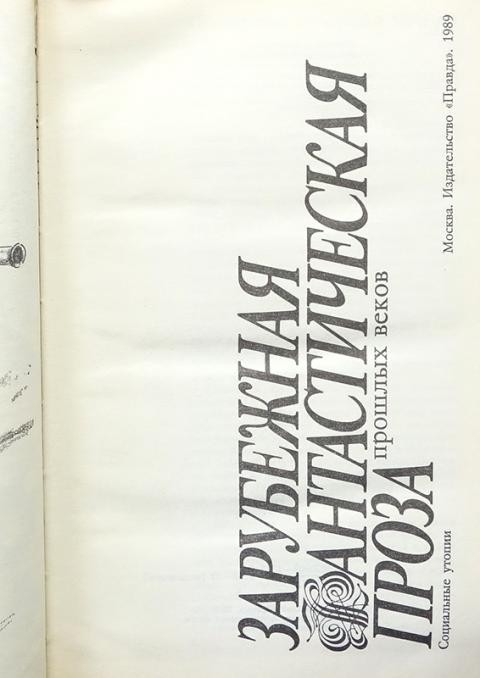 ЗАРУБЕЖНАЯ
ФАНТАСТИЧЕСКАЯ
ПРОЗА
прошлых веков
Социальные утопии
Москва. Издательство «Правда». 1989